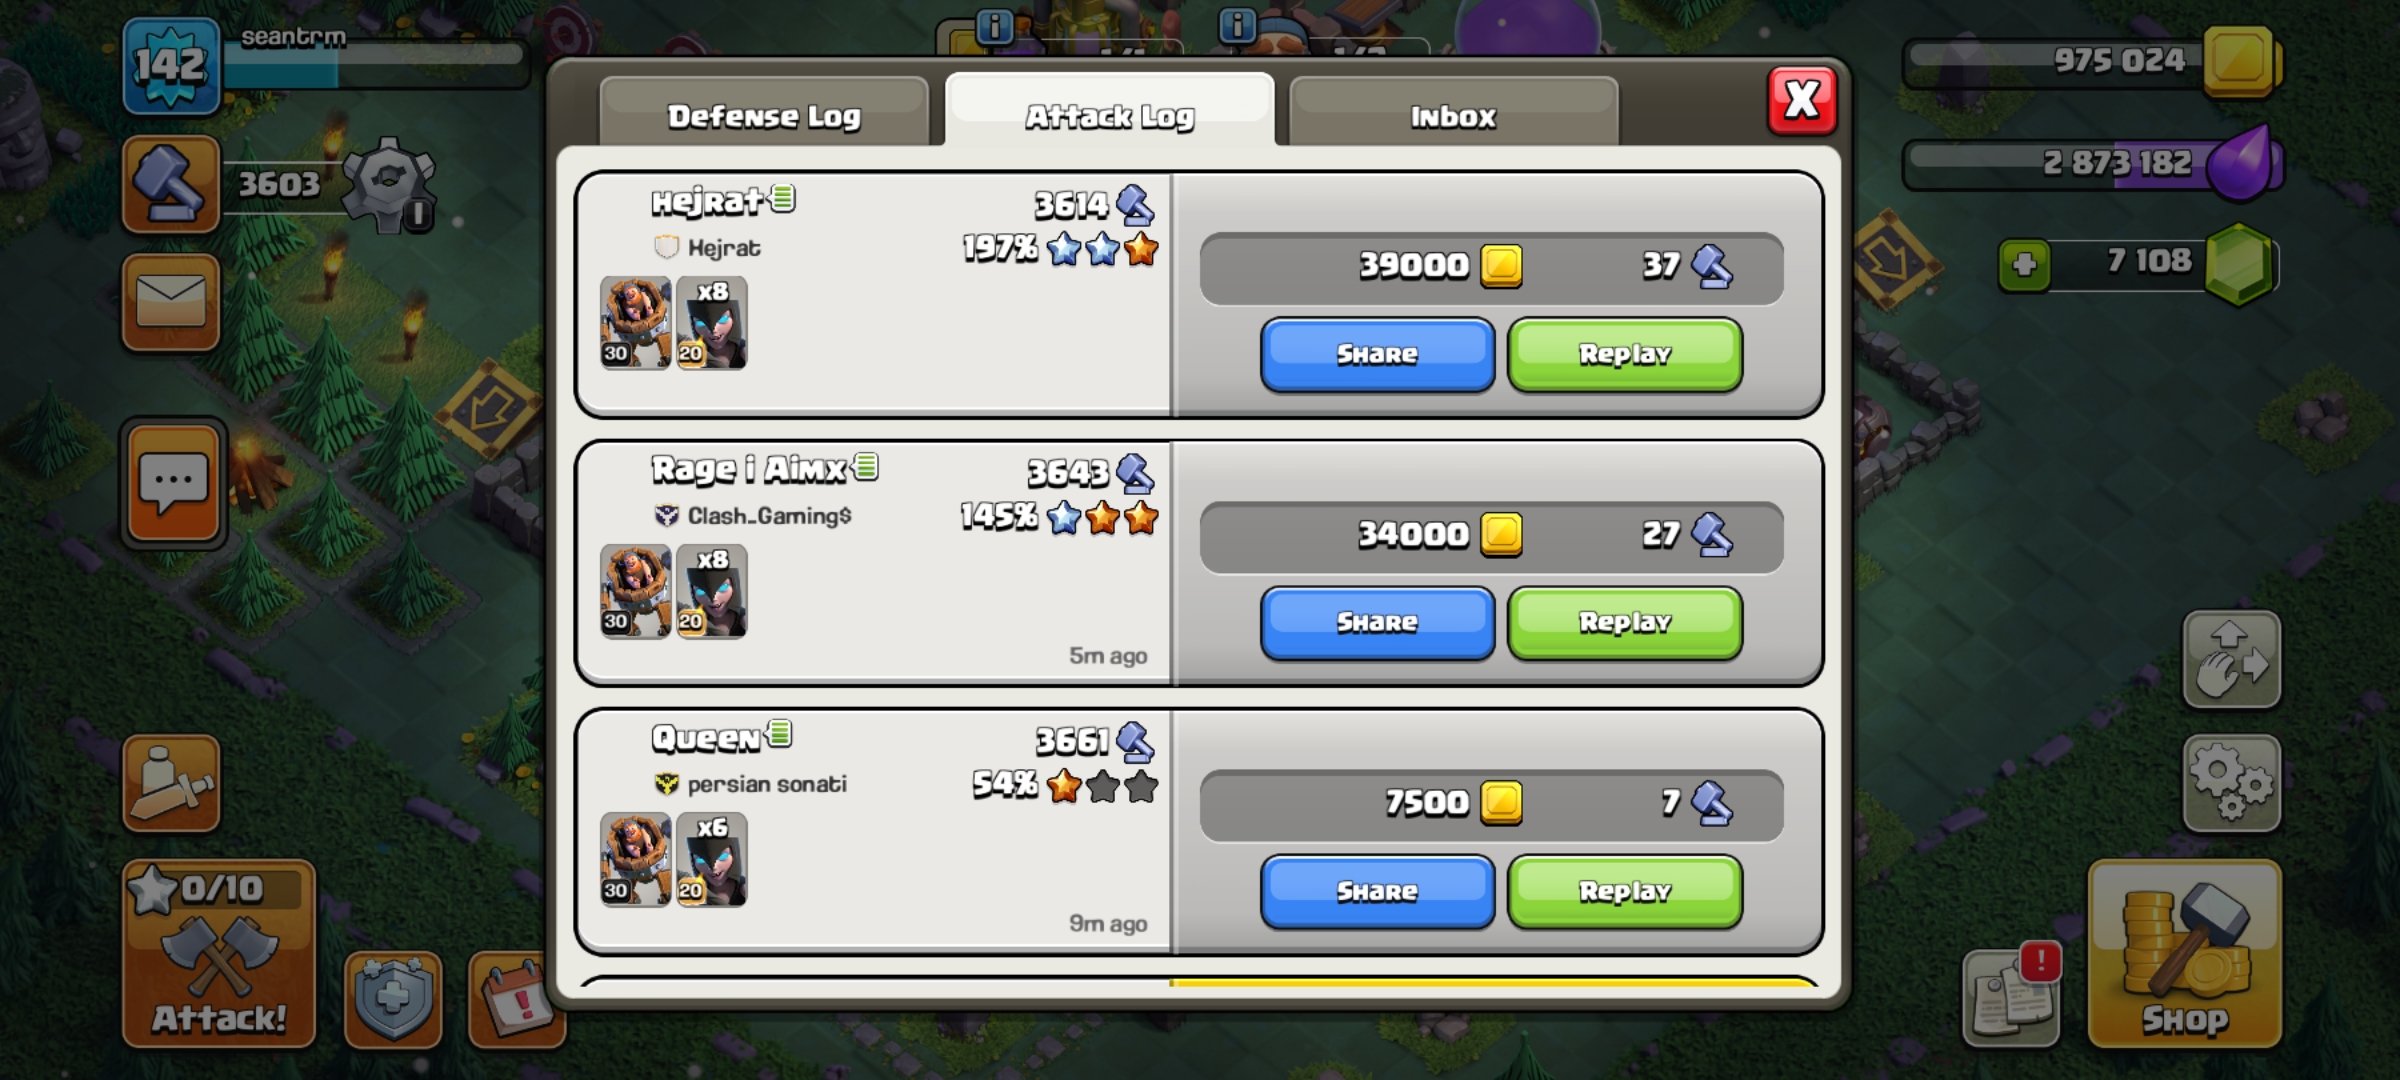 142
seantrm
975 024
3603
2 873 182
7 108
Defense Log
Attack Log
Inbox
X
Hejrat
3614
Hejrat
197%
x8
30
20
39000
37
Share
Replay
Rage i Aimx
3643
Clash_Gaming$
145%
x8
30
20
5m ago
34000
27
Share
Replay
Queen
3661
persian sonati
54%
x6
30
20
9m ago
7500
7
Share
Replay
0/10
Attack!
!
Shop